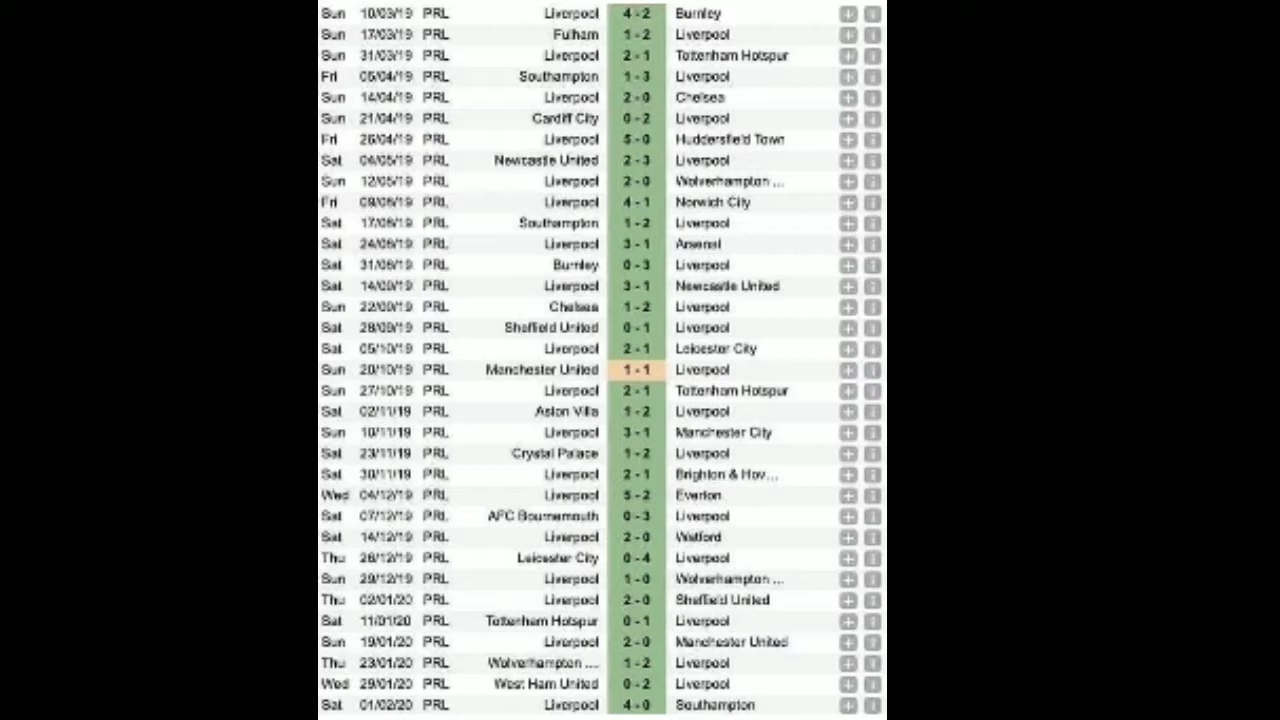 Sun 10/03/19 PRL Liverpool 4 - 2 Burnley
Sun 17/03/19 PRL Fulham 1 - 2 Liverpool
Sun 31/03/19 PRL Liverpool 2 - 1 Tottenham Hotspur
Fri 05/04/19 PRL Southampton 1 - 3 Liverpool
Sun 14/04/19 PRL Liverpool 2 - 0 Chelsea
Sun 21/04/19 PRL Cardiff City 0 - 2 Liverpool
Fri 26/04/19 PRL Liverpool 5 - 0 Huddersfield Town
Sat 04/05/19 PRL Newcastle United 2 - 3 Liverpool
Sun 12/05/19 PRL Liverpool 2 - 0 Wolverhampton ...
Fri 09/08/19 PRL Liverpool 4 - 1 Norwich City
Sat 17/08/19 PRL Southampton 1 - 2 Liverpool
Sat 24/08/19 PRL Liverpool 3 - 1 Arsenal
Sat 31/08/19 PRL Burnley 0 - 3 Liverpool
Sat 14/09/19 PRL Liverpool 3 - 1 Newcastle United
Sun 22/09/19 PRL Chelsea 1 - 2 Liverpool
Sat 28/09/19 PRL Sheffield United 0 - 1 Liverpool
Sat 05/10/19 PRL Liverpool 2 - 1 Leicester City
Sun 20/10/19 PRL Manchester United 1 - 1 Liverpool
Sun 27/10/19 PRL Liverpool 2 - 1 Tottenham Hotspur
Sat 02/11/19 PRL Aston Villa 1 - 2 Liverpool
Sun 10/11/19 PRL Liverpool 3 - 1 Manchester City
Sat 23/11/19 PRL Crystal Palace 1 - 2 Liverpool
Sat 30/11/19 PRL Liverpool 2 - 1 Brighton & Hov...
Wed 04/12/19 PRL Liverpool 5 - 2 Everton
Sat 07/12/19 PRL AFC Bournemouth 0 - 3 Liverpool
Sat 14/12/19 PRL Liverpool 2 - 0 Watford
Thu 26/12/19 PRL Leicester City 0 - 4 Liverpool
Sun 29/12/19 PRL Liverpool 1 - 0 Wolverhampton ...
Thu 02/01/20 PRL Liverpool 2 - 0 Sheffield United
Sat 11/01/20 PRL Tottenham Hotspur 0 - 1 Liverpool
Sun 19/01/20 PRL Liverpool 2 - 0 Manchester United
Thu 23/01/20 PRL Wolverhampton ... 1 - 2 Liverpool
Wed 29/01/20 PRL West Ham United 0 - 2 Liverpool
Sat 01/02/20 PRL Liverpool 4 - 0 Southampton